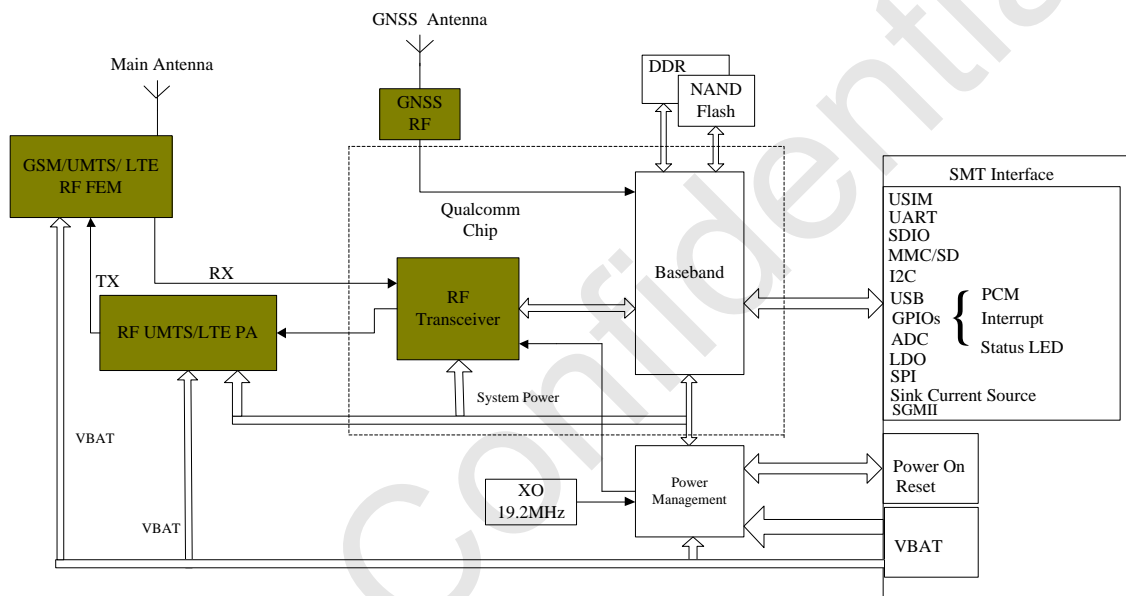 GNSS Antenna
Main Antenna
GNSS
RF
DDR
NAND
Flash
GSM/UMTS/ LTE
RF FEM
Qualcomm
Chip
TX
RX
RF UMTS/LTE PA
RF
Transceiver
Baseband
SMT Interface
USIM
UART
SDIO
MMC/SD
I2C
USB
GPIOs
ADC
LDO
SPI
Sink Current Source
SGMII
{
PCM
Interrupt
Status LED
System Power
VBAT
VBAT
XO
19.2MHz
Power
Management
Power On
Reset
VBAT
Confidential